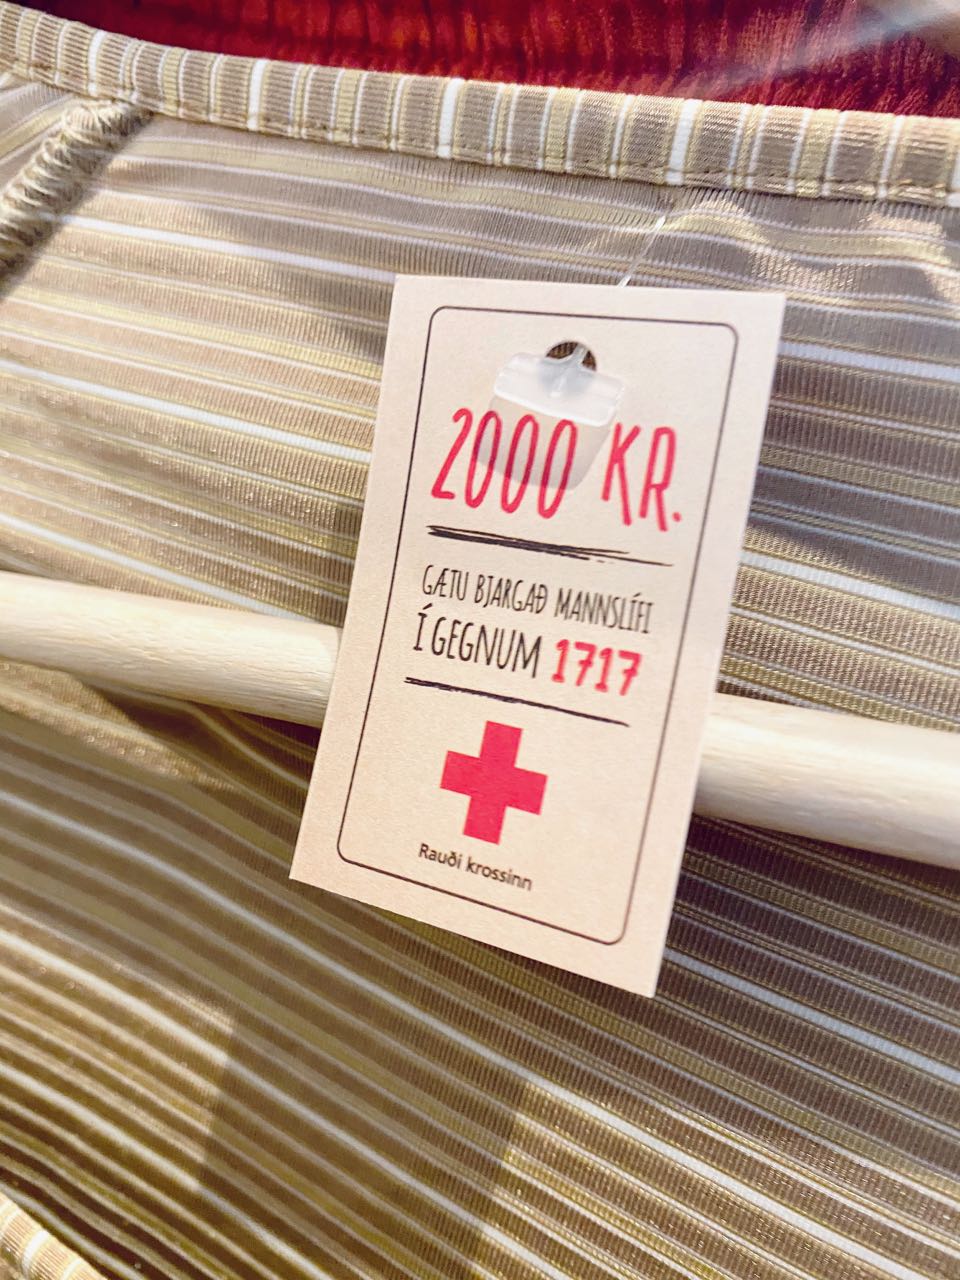 2000 KR.
GÆTU BJARGAÐ MANNSLÍFI
Í GEGNUM 1717
Rauði krossinn